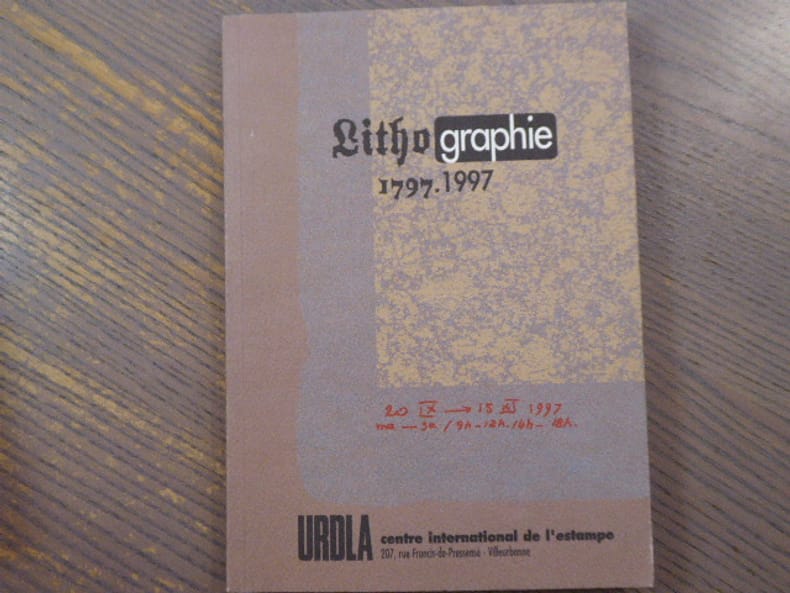 Lithographie
1797.1997
20 IX → 15 XI 1997
ma — sa / 9h - 12h. 14h - 18h.
URDLA centre international de l'estampe
207, rue Francis-de-Pressensé - Villeurbanne